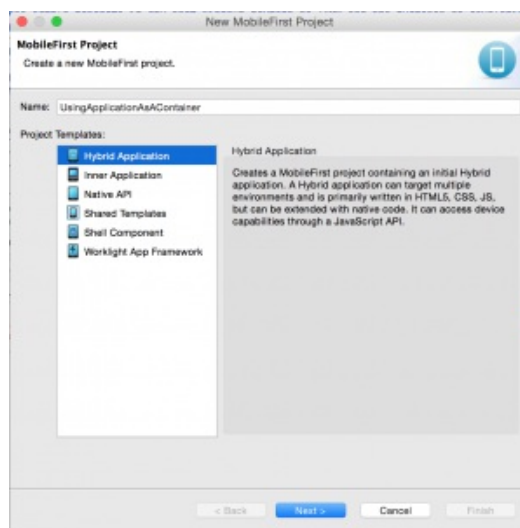 New MobileFirst Project
MobileFirst Project
Create a new MobileFirst project.
Name: UsingApplicationAsAContainer
Project Templates:
Hybrid Application
Inner Application
Native API
Shared Templates
Shell Component
Worklight App Framework
Hybrid Application
Creates a MobileFirst project containing an initial Hybrid
application. A Hybrid application can target multiple
environments and is primarily written in HTML5, CSS, JS,
but can be extended with native code. It can access device
capabilities through a JavaScript API.
< Back Next > Cancel Finish